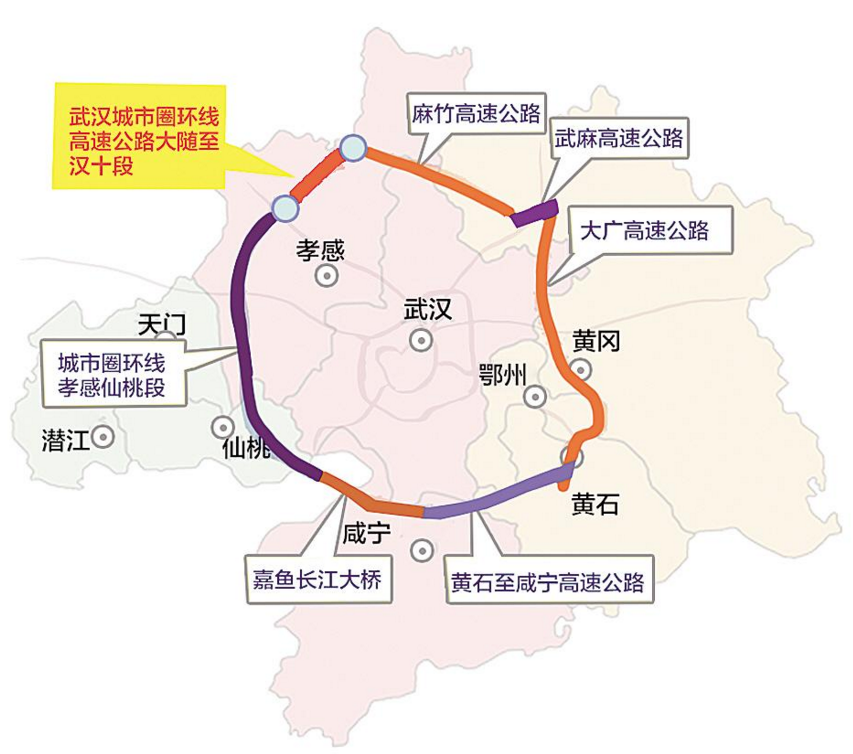 麻竹高速公路
武汉城市圈环线
高速公路大随至
汉十段
武麻高速公路
大广高速公路
孝感
武汉
天门
黄冈
城市圈环线
孝感仙桃段
鄂州
潜江
仙桃
黄石
咸宁
嘉鱼长江大桥
黄石至咸宁高速公路